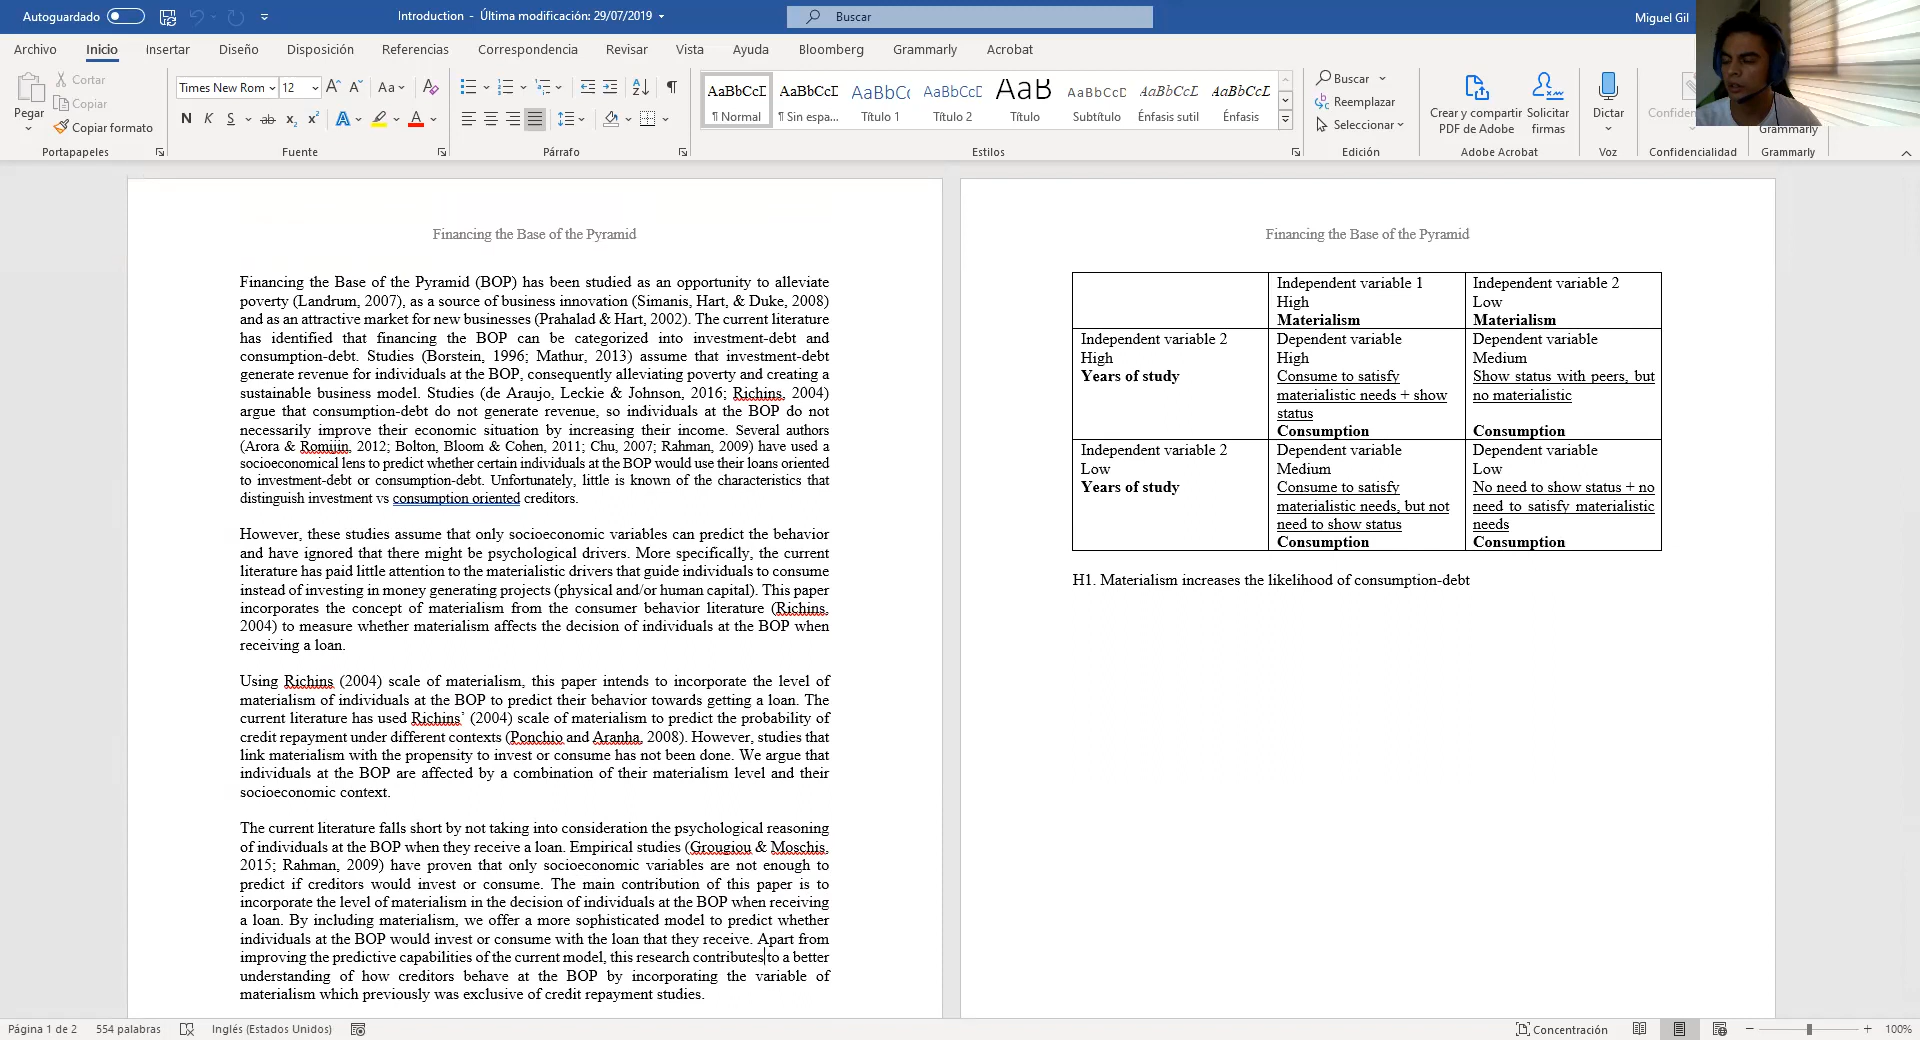 Autoguardado
Introduction - Última modificación: 29/07/2019
Buscar
Miguel Gil
Archivo Inicio Insertar Diseño Disposición Referencias Correspondencia Revisar Vista Ayuda Bloomberg Grammarly Acrobat
Pegar
Cortar
Copiar
Copiar formato
Portapapeles
Times New Rom 12
N K S ab x₂ x²
Fuente
Párrafo
AaBbCcD ¶ Normal
AaBbCcD ¶ Sin espa...
AaBbCc Título 1
AaBbCcD Título 2
AaB Título
AaBbCcD Subtítulo
AaBbCcD Énfasis sutil
AaBbCcD Énfasis
Estilos
Buscar
Reemplazar
Seleccionar
Edición
Crear y compartir
PDF de Adobe
Solicitar
firmas
Adobe Acrobat
Dictar
Voz
Confidencialidad
Grammarly
Grammarly
Financing the Base of the Pyramid
Financing the Base of the Pyramid (BOP) has been studied as an opportunity to alleviate
poverty (Landrum, 2007), as a source of business innovation (Simanis, Hart, & Duke, 2008)
and as an attractive market for new businesses (Prahalad & Hart, 2002). The current literature
has identified that financing the BOP can be categorized into investment-debt and
consumption-debt. Studies (Borstein, 1996; Mathur, 2013) assume that investment-debt
generate revenue for individuals at the BOP, consequently alleviating poverty and creating a
sustainable business model. Studies (de Araujo, Leckie & Johnson, 2016; Richins, 2004)
argue that consumption-debt do not generate revenue, so individuals at the BOP do not
necessarily improve their economic situation by increasing their income. Several authors
(Arora & Romijin, 2012; Bolton, Bloom & Cohen, 2011; Chu, 2007; Rahman, 2009) have used a
socioeconomical lens to predict whether certain individuals at the BOP would use their loans oriented
to investment-debt or consumption-debt. Unfortunately, little is known of the characteristics that
distinguish investment vs consumption oriented creditors.
However, these studies assume that only socioeconomic variables can predict the behavior
and have ignored that there might be psychological drivers. More specifically, the current
literature has paid little attention to the materialistic drivers that guide individuals to consume
instead of investing in money generating projects (physical and/or human capital). This paper
incorporates the concept of materialism from the consumer behavior literature (Richins,
2004) to measure whether materialism affects the decision of individuals at the BOP when
receiving a loan.
Using Richins (2004) scale of materialism, this paper intends to incorporate the level of
materialism of individuals at the BOP to predict their behavior towards getting a loan. The
current literature has used Richins’ (2004) scale of materialism to predict the probability of
credit repayment under different contexts (Ponchio and Aranha, 2008). However, studies that
link materialism with the propensity to invest or consume has not been done. We argue that
individuals at the BOP are affected by a combination of their materialism level and their
socioeconomic context.
The current literature falls short by not taking into consideration the psychological reasoning
of individuals at the BOP when they receive a loan. Empirical studies (Grougiou & Moschis,
2015; Rahman, 2009) have proven that only socioeconomic variables are not enough to
predict if creditors would invest or consume. The main contribution of this paper is to
incorporate the level of materialism in the decision of individuals at the BOP when receiving
a loan. By including materialism, we offer a more sophisticated model to predict whether
individuals at the BOP would invest or consume with the loan that they receive. Apart from
improving the predictive capabilities of the current model, this research contributes to a better
understanding of how creditors behave at the BOP by incorporating the variable of
materialism which previously was exclusive of credit repayment studies.
Financing the Base of the Pyramid
Independent variable 1
High
Materialism
Independent variable 2
Low
Materialism
Independent variable 2
High
Years of study
Dependent variable
High
Consume to satisfy
materialistic needs + show
status
Consumption
Dependent variable
Medium
Show status with peers, but
no materialistic
Consumption
Independent variable 2
Low
Years of study
Dependent variable
Medium
Consume to satisfy
materialistic needs, but not
need to show status
Consumption
Dependent variable
Low
No need to show status + no
need to satisfy materialistic
needs
Consumption
H1. Materialism increases the likelihood of consumption-debt
Página 1 de 2 554 palabras Inglés (Estados Unidos)
Concentración 100%